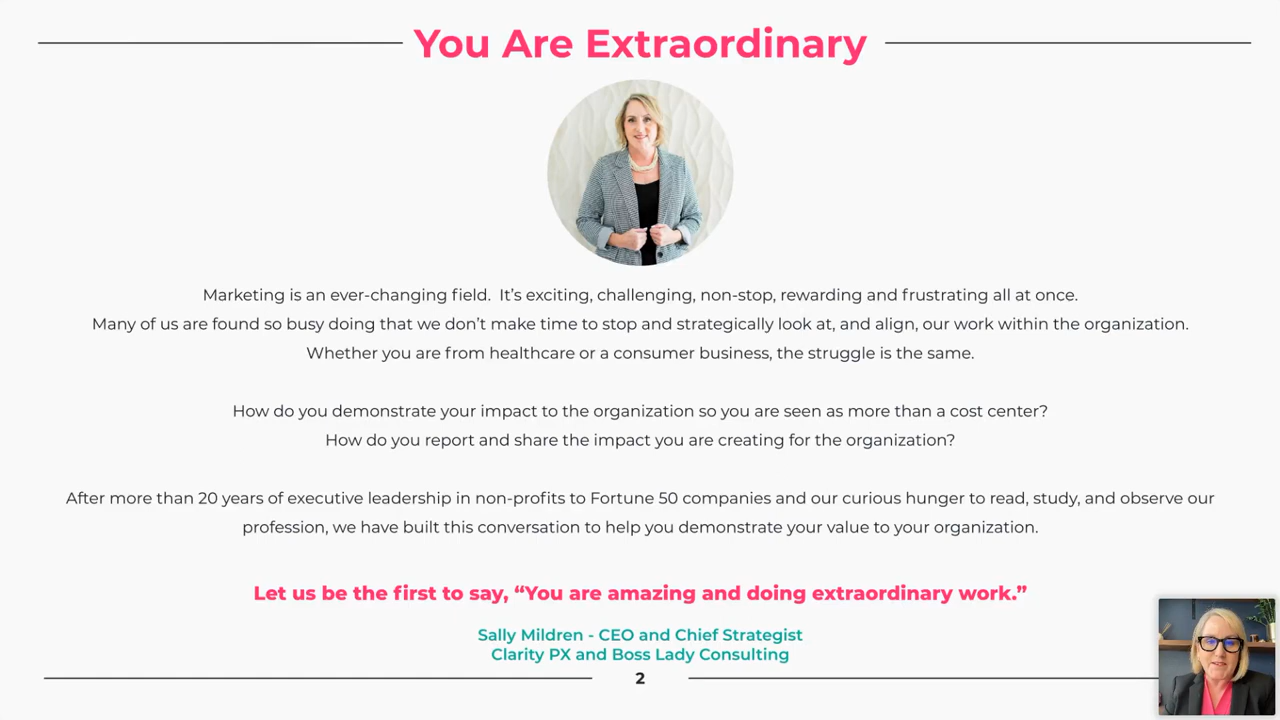 You Are Extraordinary
Marketing is an ever-changing field.  It’s exciting, challenging, non-stop, rewarding and frustrating all at once.
Many of us are found so busy doing that we don’t make time to stop and strategically look at, and align, our work within the organization.
Whether you are from healthcare or a consumer business, the struggle is the same.
How do you demonstrate your impact to the organization so you are seen as more than a cost center?
How do you report and share the impact you are creating for the organization?
After more than 20 years of executive leadership in non-profits to Fortune 50 companies and our curious hunger to read, study, and observe our
profession, we have built this conversation to help you demonstrate your value to your organization.
Let us be the first to say, “You are amazing and doing extraordinary work.”
Sally Mildren - CEO and Chief Strategist
Clarity PX and Boss Lady Consulting
2